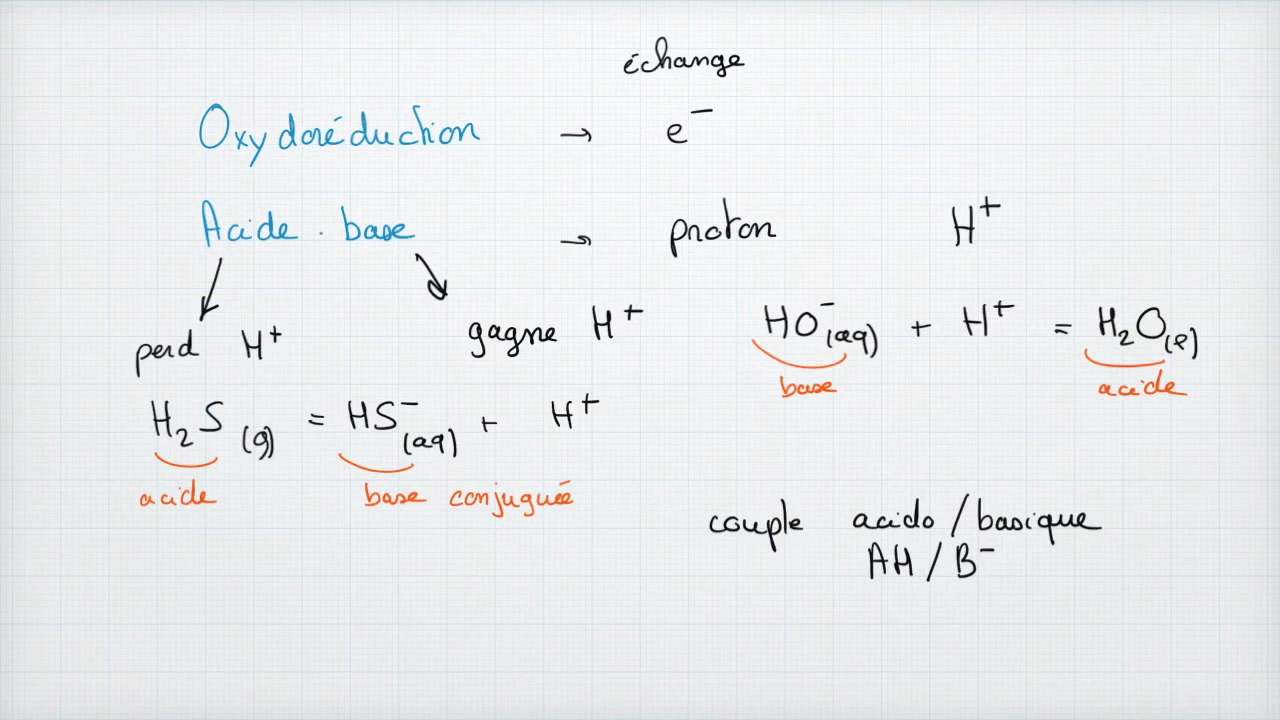 échange
Oxydoréduction → e⁻
Acide . base → proton H⁺
perd H⁺
gagne H⁺
HO⁻(aq) + H⁺ = H₂O(l)
base acide
H₂S (g) = HS⁻(aq) + H⁺
acide base conjuguée
couple acido / basique
AH / B⁻